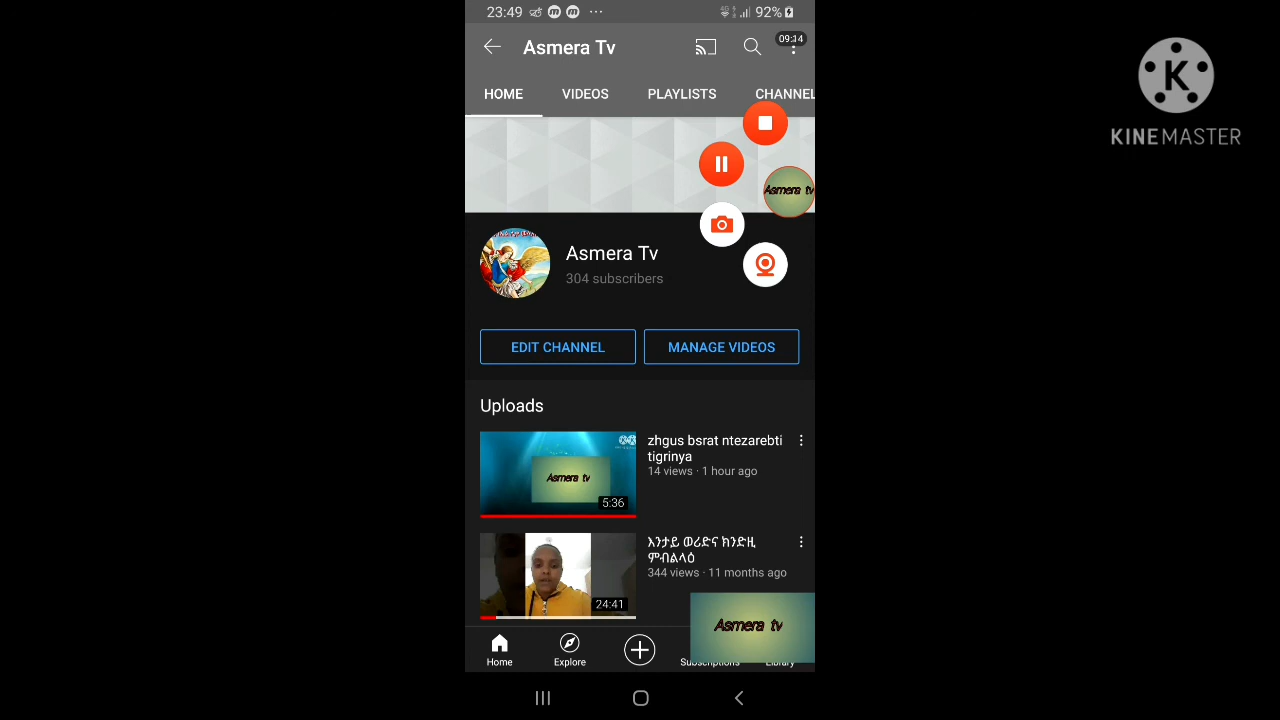 23:49
92%
Asmera Tv
09:14
HOME
VIDEOS
PLAYLISTS
CHANNEL
Asmera tv
Asmera Tv
304 subscribers
EDIT CHANNEL
MANAGE VIDEOS
Uploads
Asmera tv
5:36
zhgus bsrat ntezarebti
tigrinya
14 views · 1 hour ago
24:41
እንታይ ወሪድና ክንድዚ
ምብልላዕ
344 views · 11 months ago
Asmera tv
Home
Explore
Subscriptions
Library
K
KINEMASTER